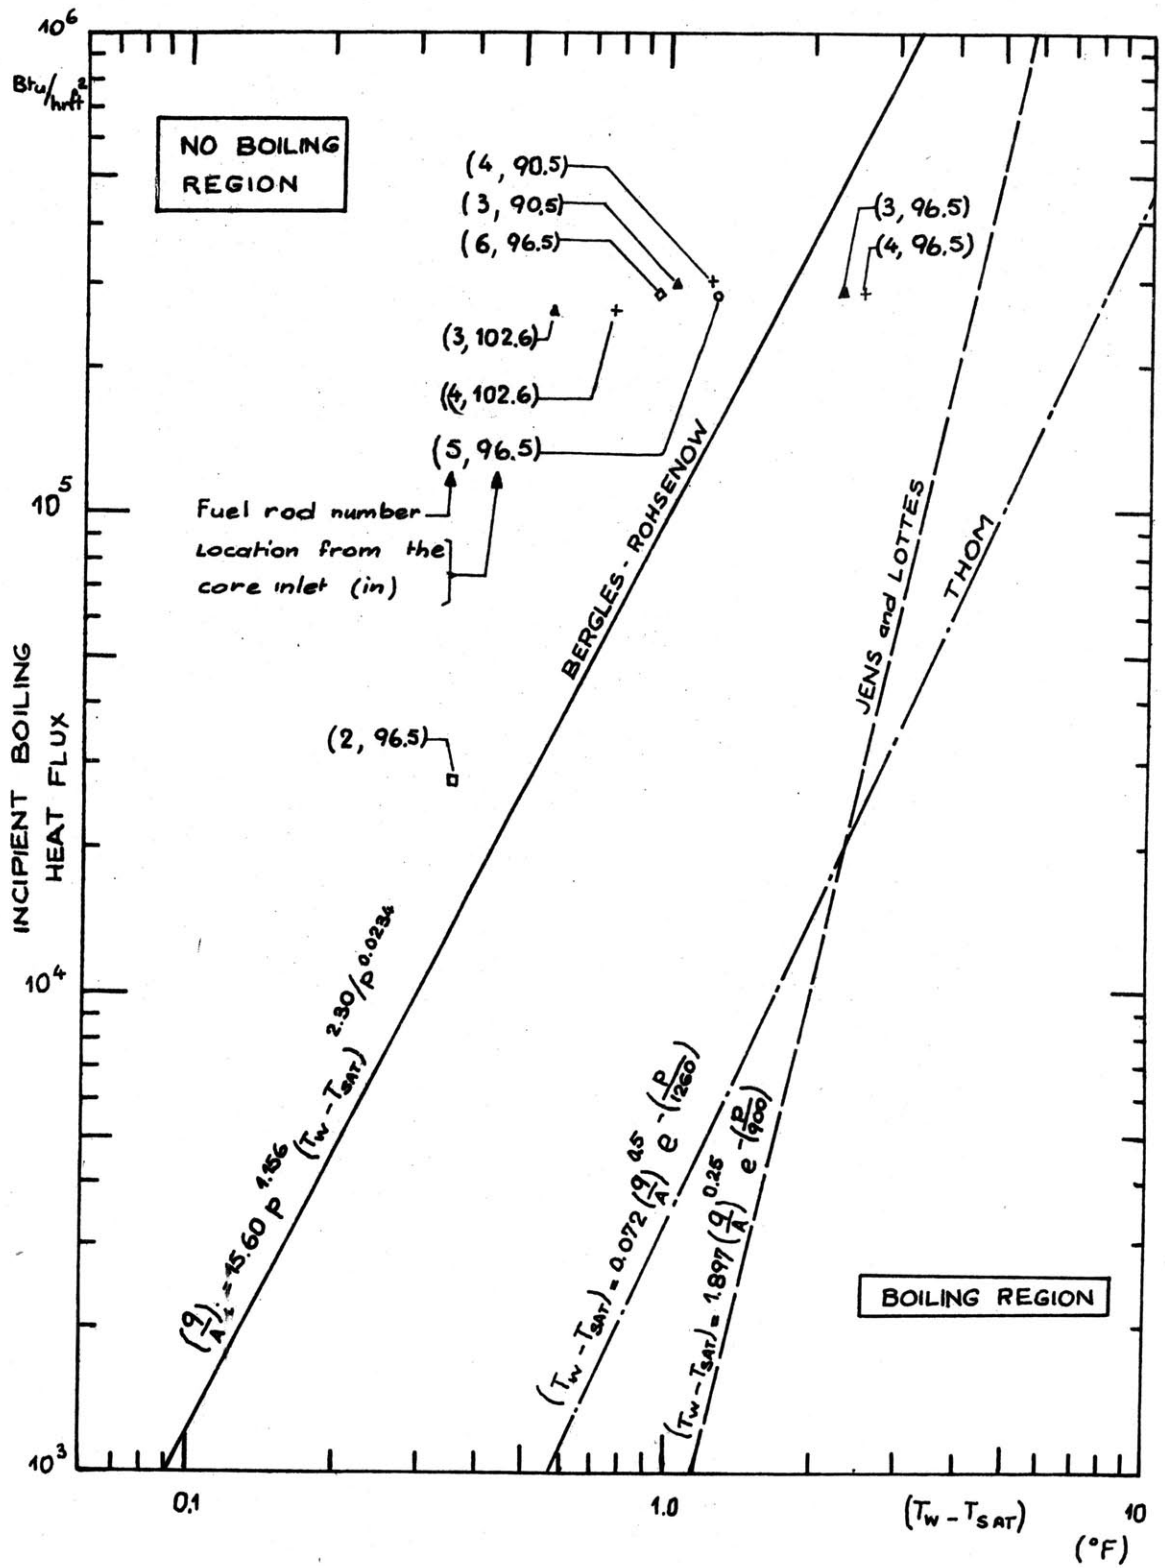 10⁶
Btu/hrft²
NO BOILING
REGION
(4, 90.5)
(3, 90.5)
(6, 96.5)
(3, 96.5)
(4, 96.5)
(3, 102.6)
(4, 102.6)
(5, 96.5)
10⁵
Fuel rod number
Location from the
core inlet (in)
BERGLES - ROHSENOW
JENS and LOTTES
THOM
INCIPIENT BOILING
HEAT FLUX
(2, 96.5)
10⁴
(q/A)i = 15.60 p^1.156 (Tw - TSAT)^2.30/p^0.0234
(Tw - TSAT) = 0.072 (q/A)^0.5 e^-(p/1260)
(Tw - TSAT) = 1.897 (q/A)^0.25 e^-(p/900)
BOILING REGION
10³
0.1
1.0
(Tw - TSAT)
10
(°F)